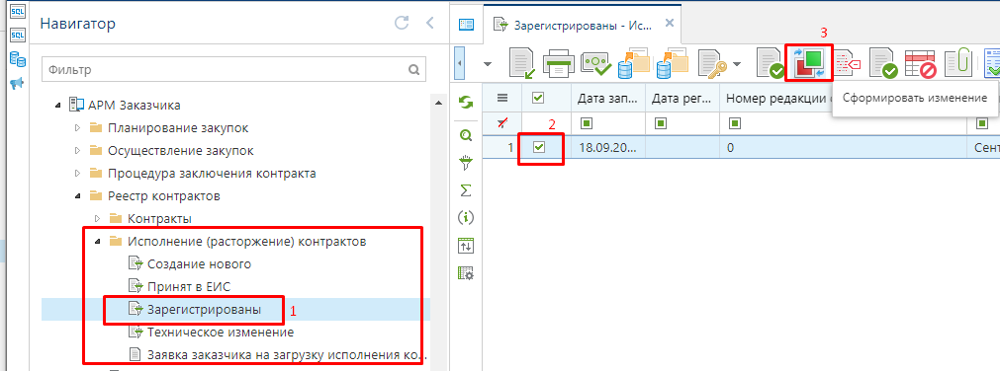 SQL
SQL
Навигатор
Фильтр
АРМ Заказчика
Планирование закупок
Осуществление закупок
Процедура заключения контракта
Реестр контрактов
Контракты
Исполнение (расторжение) контрактов
Создание нового
Принят в ЕИС
Зарегистрированы
1
Техническое изменение
Заявка заказчика на загрузку исполнения ко...
Зарегистрированы - Ис...
3
Сформировать изменение
Дата зап...
Дата рег...
Номер редакции
2
1
18.09.20...
0
Сент